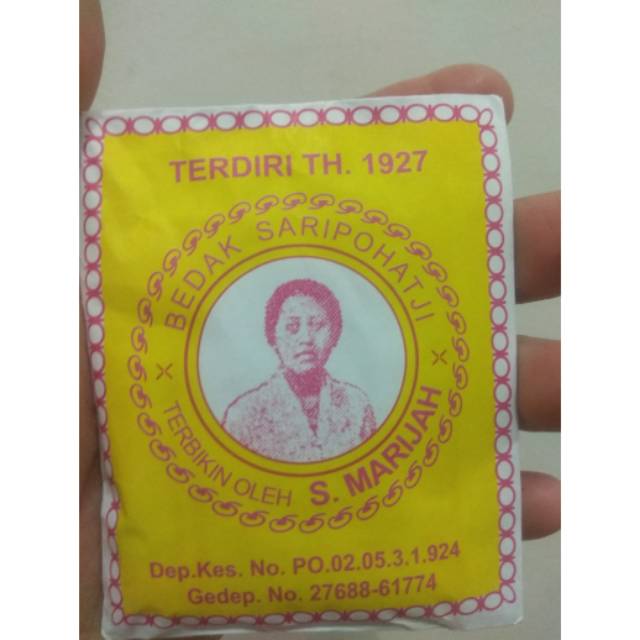 TERDIRI TH. 1927
BEDAK SARIPOHATJI
TERBIKIN OLEH S. MARIJAH
Dep.Kes. No. PO.02.05.3.1.924
Gedep. No. 27688-61774